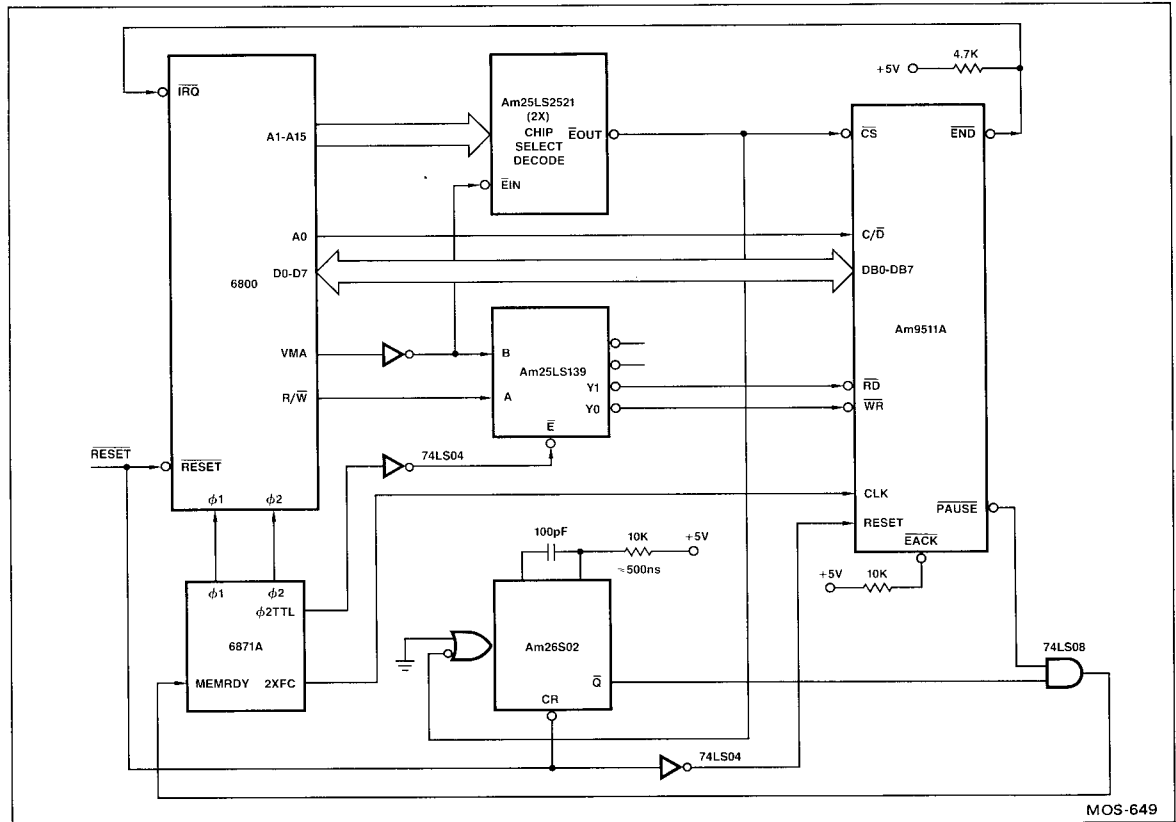 4.7K
+5V
IRQ
A1-A15
Am25LS2521
(2X)
CHIP
SELECT
DECODE
EOUT
EIN
CS
END
A0
C/D
D0-D7
DB0-DB7
6800
Am9511A
VMA
B
Am25LS139
Y1
RD
R/W
A
Y0
WR
E
RESET
RESET
74LS04
φ1
φ2
CLK
PAUSE
RESET
EACK
100pF
10K
+5V
≈500ns
+5V
10K
φ1
φ2
φ2TTL
6871A
Am26S02
74LS08
MEMRDY
2XFC
Q
CR
74LS04
MOS-649